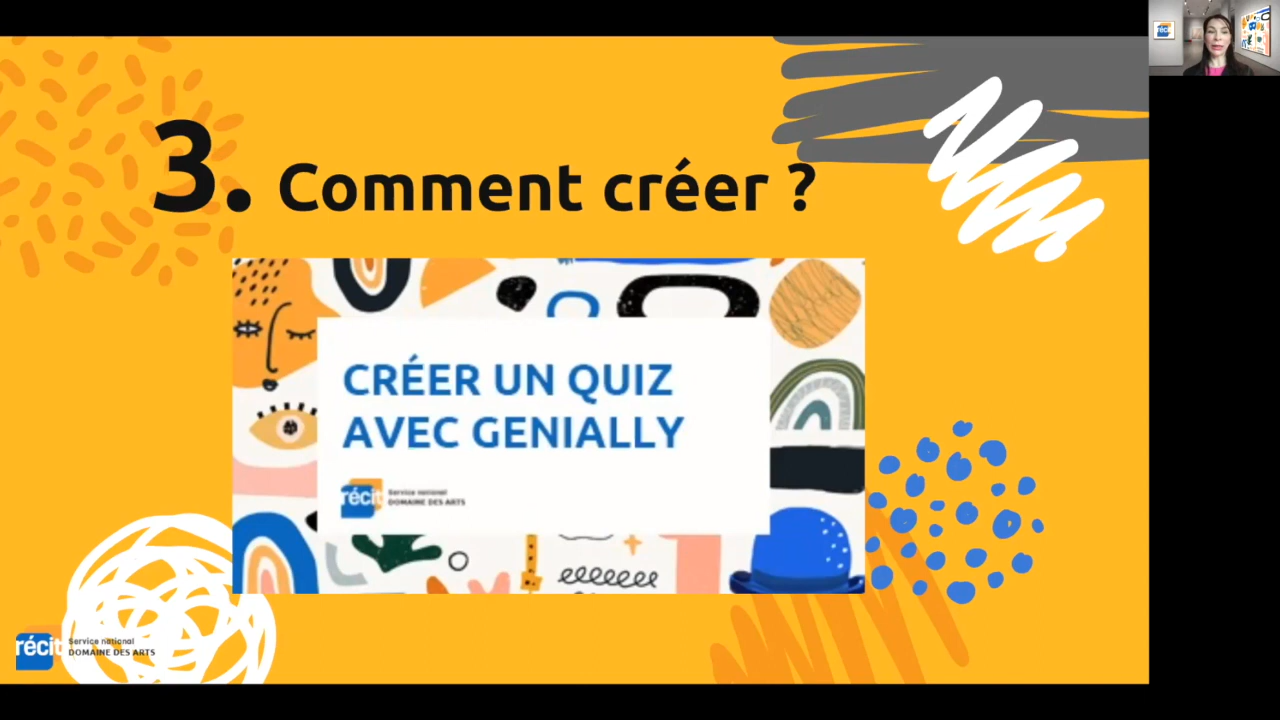 3. Comment créer ?
CRÉER UN QUIZ
AVEC GENIALLY
récit
Service national
DOMAINE DES ARTS
récit
Service national
DOMAINE DES ARTS
récit